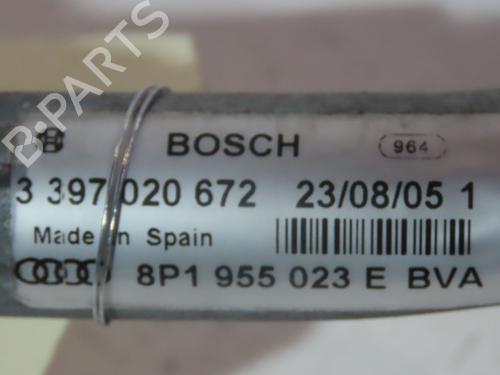 B-PARTS
BOSCH 964
3 397 020 672 23/08/05 1
Made in Spain
8P1 955 023 E BVA